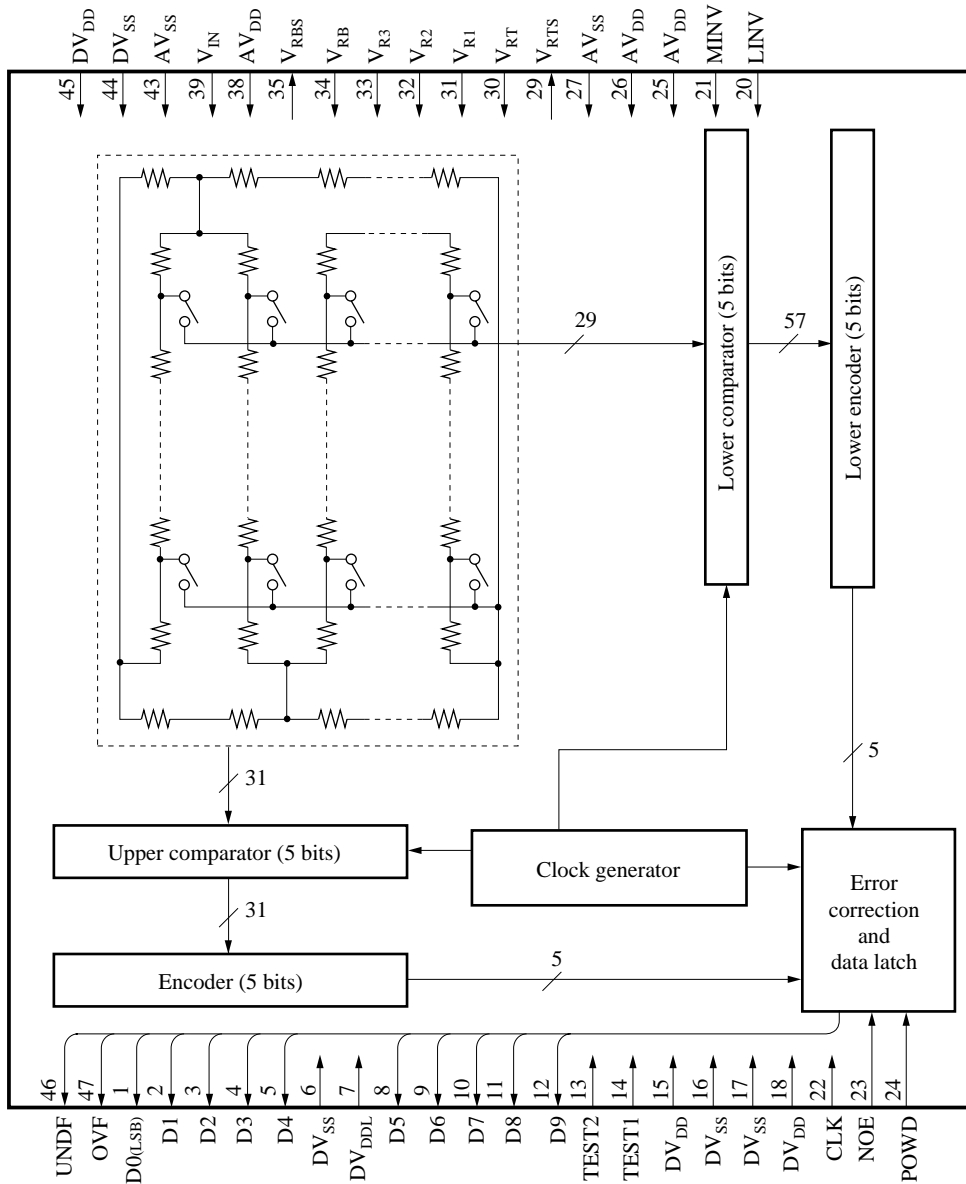 DVDD
DVSS
AVSS
VIN
AVDD
VRBS
VRB
VR3
VR2
VR1
VRT
VRTS
AVSS
AVDD
AVDD
MINV
LINV
45
44
43
39
38
35
34
33
32
31
30
29
27
26
25
21
20
29
Lower comparator (5 bits)
57
Lower encoder (5 bits)
5
31
Upper comparator (5 bits)
Clock generator
Error
correction
and
data latch
31
Encoder (5 bits)
5
46
47
1
2
3
4
5
6
7
8
9
10
11
12
13
14
15
16
17
18
22
23
24
UNDF
OVF
D0(LSB)
D1
D2
D3
D4
DVSS
DVDDL
D5
D6
D7
D8
D9
TEST2
TEST1
DVDD
DVSS
DVSS
DVDD
CLK
NOE
POWD